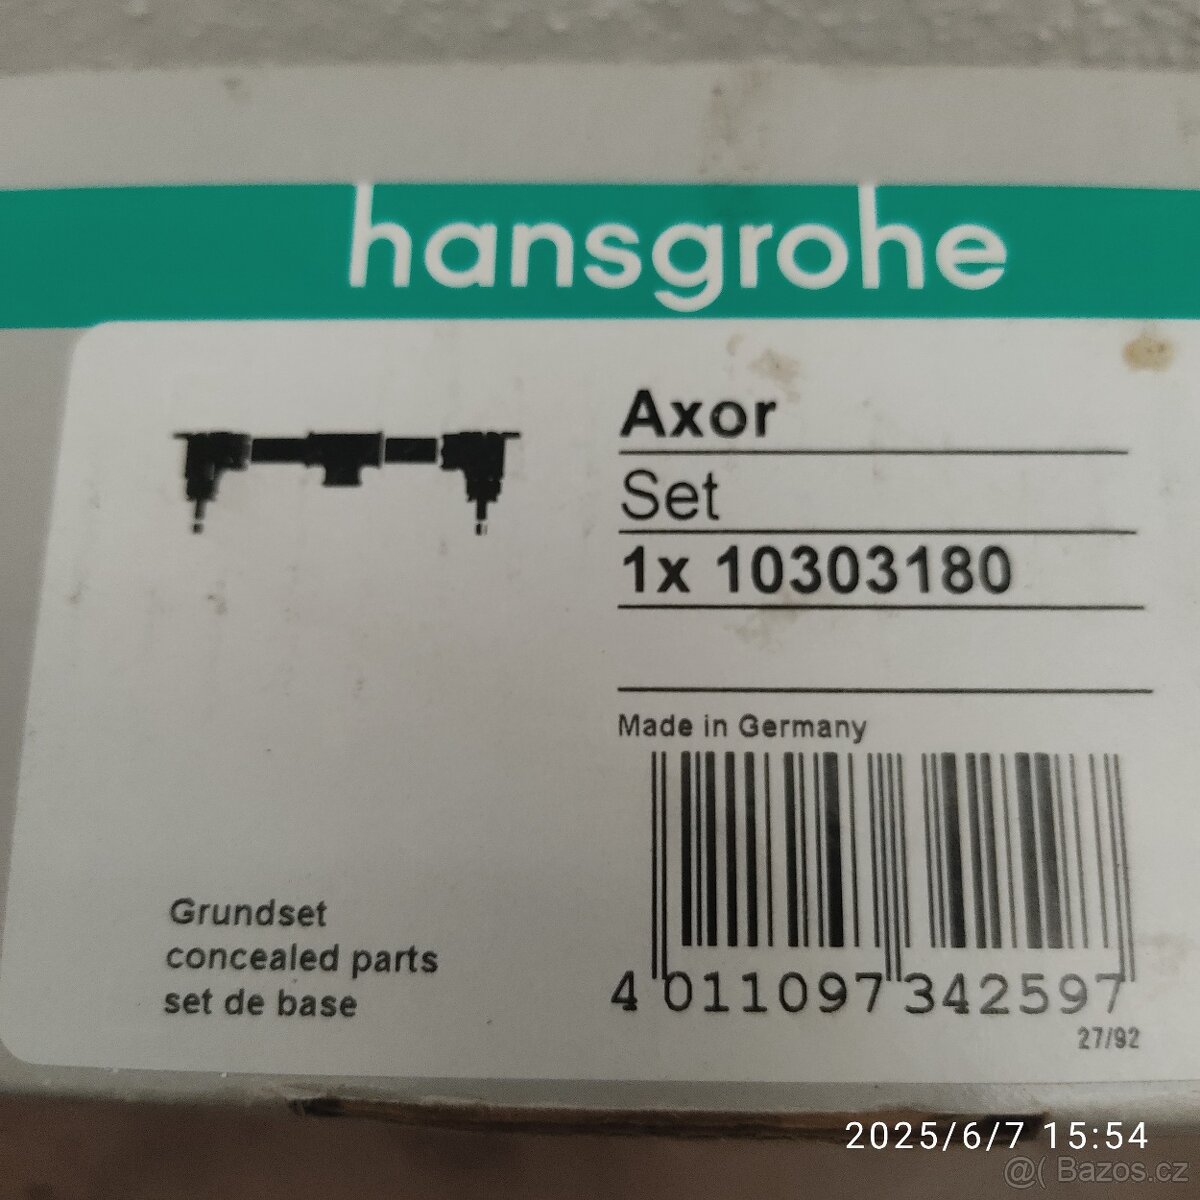 hansgrohe
Axor
Set
1x 10303180
Made in Germany
Grundset
concealed parts
set de base
4 011097 342597
27/92
2025/6/7 15:54
@( Bazos.cz